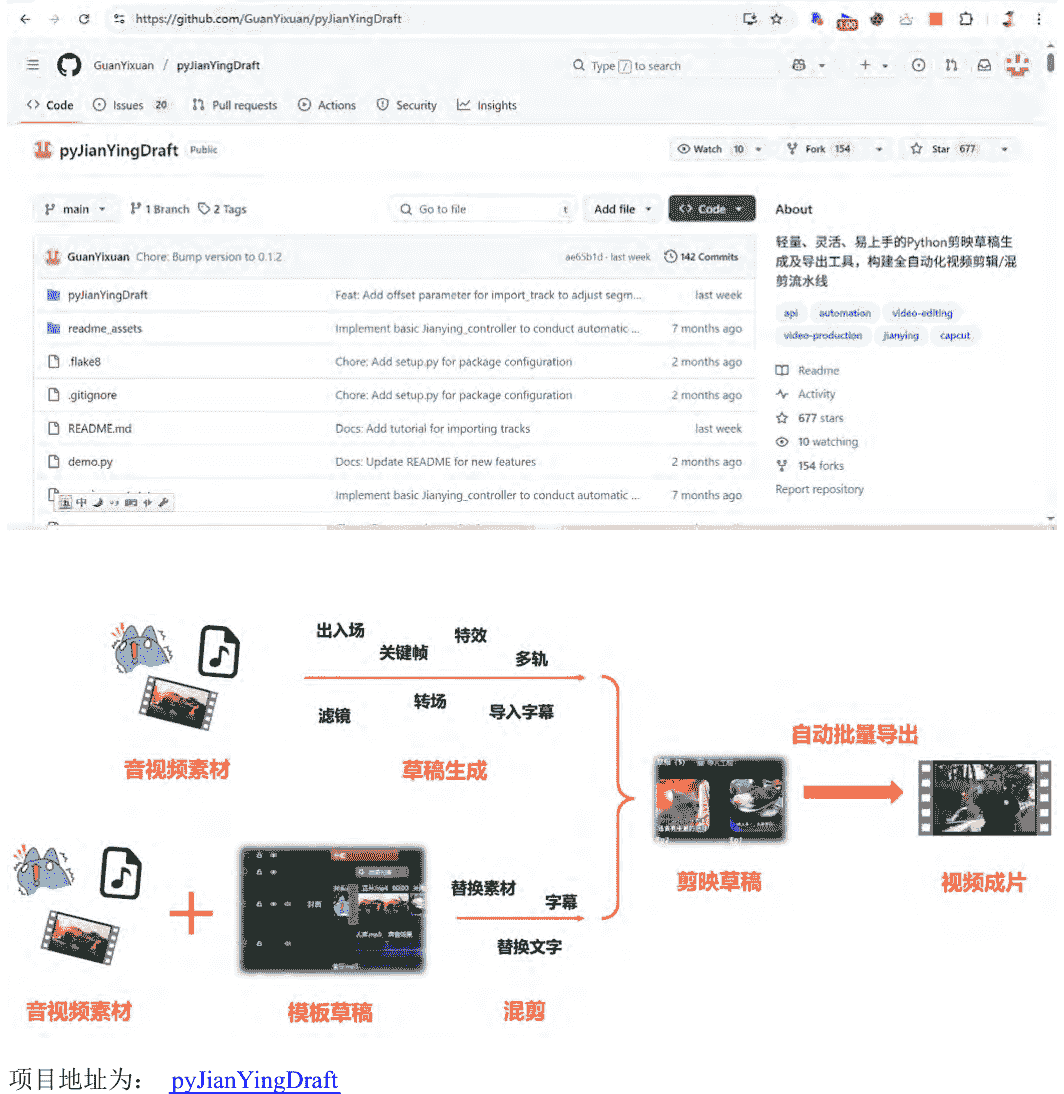 https://github.com/GuanYixuan/pyJianYingDraft
GuanYixuan / pyJianYingDraft
Type / to search
Code Issues 20 Pull requests Actions Security Insights
pyJianYingDraft Public
Watch 10 Fork 154 Star 677
main 1 Branch 2 Tags Go to file t Add file Code
About
轻量、灵活、易上手的Python剪映草稿生
成及导出工具，构建全自动化视频剪辑/混
剪流水线
GuanYixuan Chore: Bump version to 0.1.2 ae65b1d · last week 142 Commits
pyJianYingDraft Feat: Add offset parameter for import_track to adjust segm... last week
readme_assets Implement basic Jianying_controller to conduct automatic ... 7 months ago
.flake8 Chore: Add setup.py for package configuration 2 months ago
.gitignore Chore: Add setup.py for package configuration 2 months ago
README.md Docs: Add tutorial for importing tracks last week
demo.py Docs: Update README for new features 2 months ago
Implement basic Jianying_controller to conduct automatic ... 7 months ago
api automation video-editing
video-production jianying capcut
Readme
Activity
677 stars
10 watching
154 forks
Report repository
五 中
出入场
关键帧
特效
多轨
滤镜
转场
导入字幕
音视频素材
草稿生成
自动批量导出
替换素材
字幕
替换文字
剪映草稿
视频成片
音视频素材
模板草稿
混剪
项目地址为： pyJianYingDraft